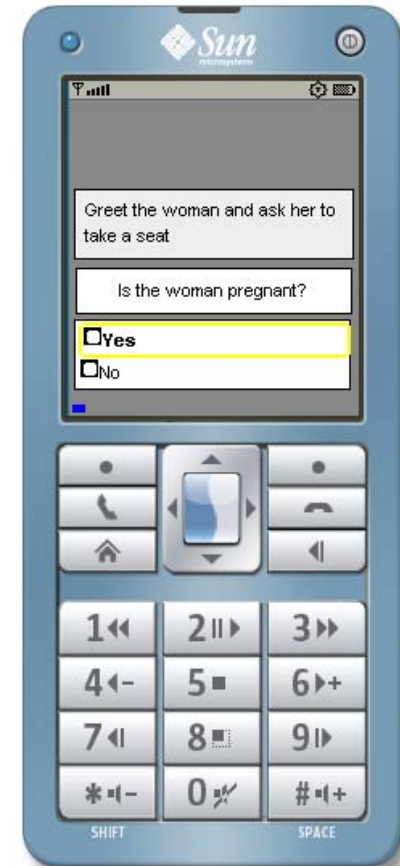 Sun
microsystems
Greet the woman and ask her to
take a seat
Is the woman pregnant?
Yes
No
1 2 3
4 - 5 6 +
7 8 9
* - 0 # +
SHIFT SPACE